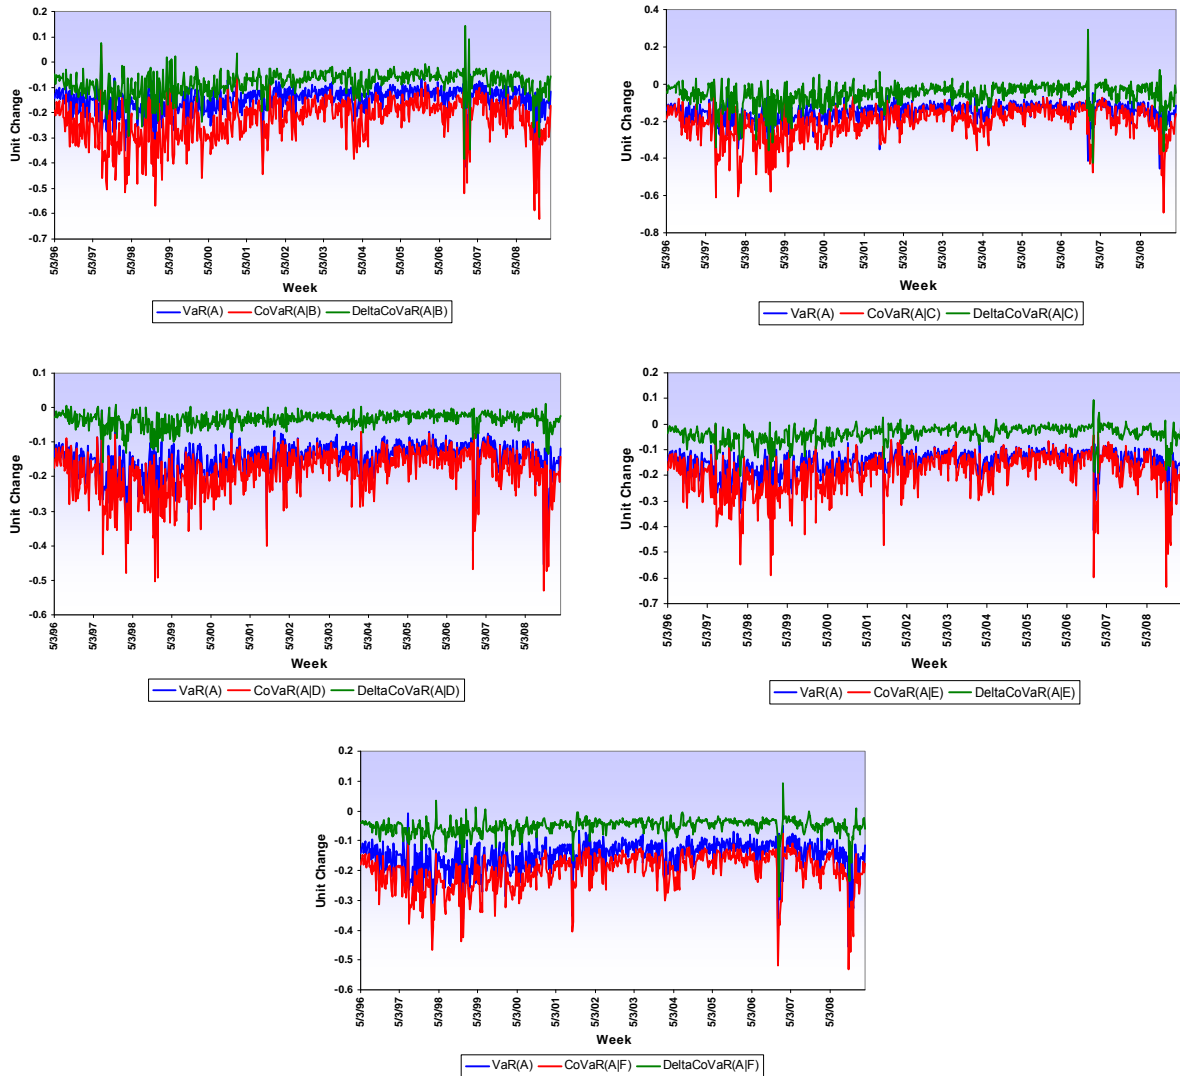 Unit Change
0.2
0.1
0
-0.1
-0.2
-0.3
-0.4
-0.5
-0.6
-0.7
5/3/96 5/3/97 5/3/98 5/3/99 5/3/00 5/3/01 5/3/02 5/3/03 5/3/04 5/3/05 5/3/06 5/3/07 5/3/08
Week
VaR(A) CoVaR(A|B) DeltaCoVaR(A|B)
Unit Change
0.4
0.2
0
-0.2
-0.4
-0.6
-0.8
5/3/96 5/3/97 5/3/98 5/3/99 5/3/00 5/3/01 5/3/02 5/3/03 5/3/04 5/3/05 5/3/06 5/3/07 5/3/08
Week
VaR(A) CoVaR(A|C) DeltaCoVaR(A|C)
Unit Change
0.1
0
-0.1
-0.2
-0.3
-0.4
-0.5
-0.6
5/3/96 5/3/97 5/3/98 5/3/99 5/3/00 5/3/01 5/3/02 5/3/03 5/3/04 5/3/05 5/3/06 5/3/07 5/3/08
Week
VaR(A) CoVaR(A|D) DeltaCoVaR(A|D)
Unit Change
0.2
0.1
0
-0.1
-0.2
-0.3
-0.4
-0.5
-0.6
-0.7
5/3/96 5/3/97 5/3/98 5/3/99 5/3/00 5/3/01 5/3/02 5/3/03 5/3/04 5/3/05 5/3/06 5/3/07 5/3/08
Week
VaR(A) CoVaR(A|E) DeltaCoVaR(A|E)
Unit Change
0.2
0.1
0
-0.1
-0.2
-0.3
-0.4
-0.5
-0.6
5/3/96 5/3/97 5/3/98 5/3/99 5/3/00 5/3/01 5/3/02 5/3/03 5/3/04 5/3/05 5/3/06 5/3/07 5/3/08
Week
VaR(A) CoVaR(A|F) DeltaCoVaR(A|F)